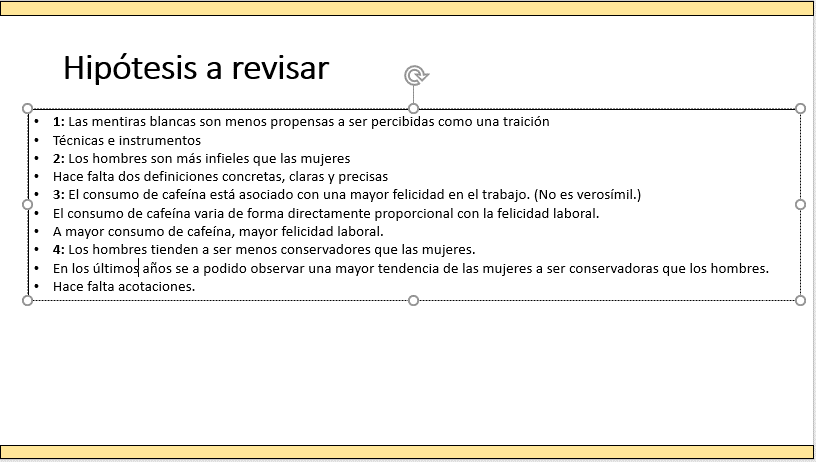 Hipótesis a revisar
• 1: Las mentiras blancas son menos propensas a ser percibidas como una traición
• Técnicas e instrumentos
• 2: Los hombres son más infieles que las mujeres
• Hace falta dos definiciones concretas, claras y precisas
• 3: El consumo de cafeína está asociado con una mayor felicidad en el trabajo. (No es verosímil.)
• El consumo de cafeína varia de forma directamente proporcional con la felicidad laboral.
• A mayor consumo de cafeína, mayor felicidad laboral.
• 4: Los hombres tienden a ser menos conservadores que las mujeres.
• En los últimos años se a podido observar una mayor tendencia de las mujeres a ser conservadoras que los hombres.
• Hace falta acotaciones.